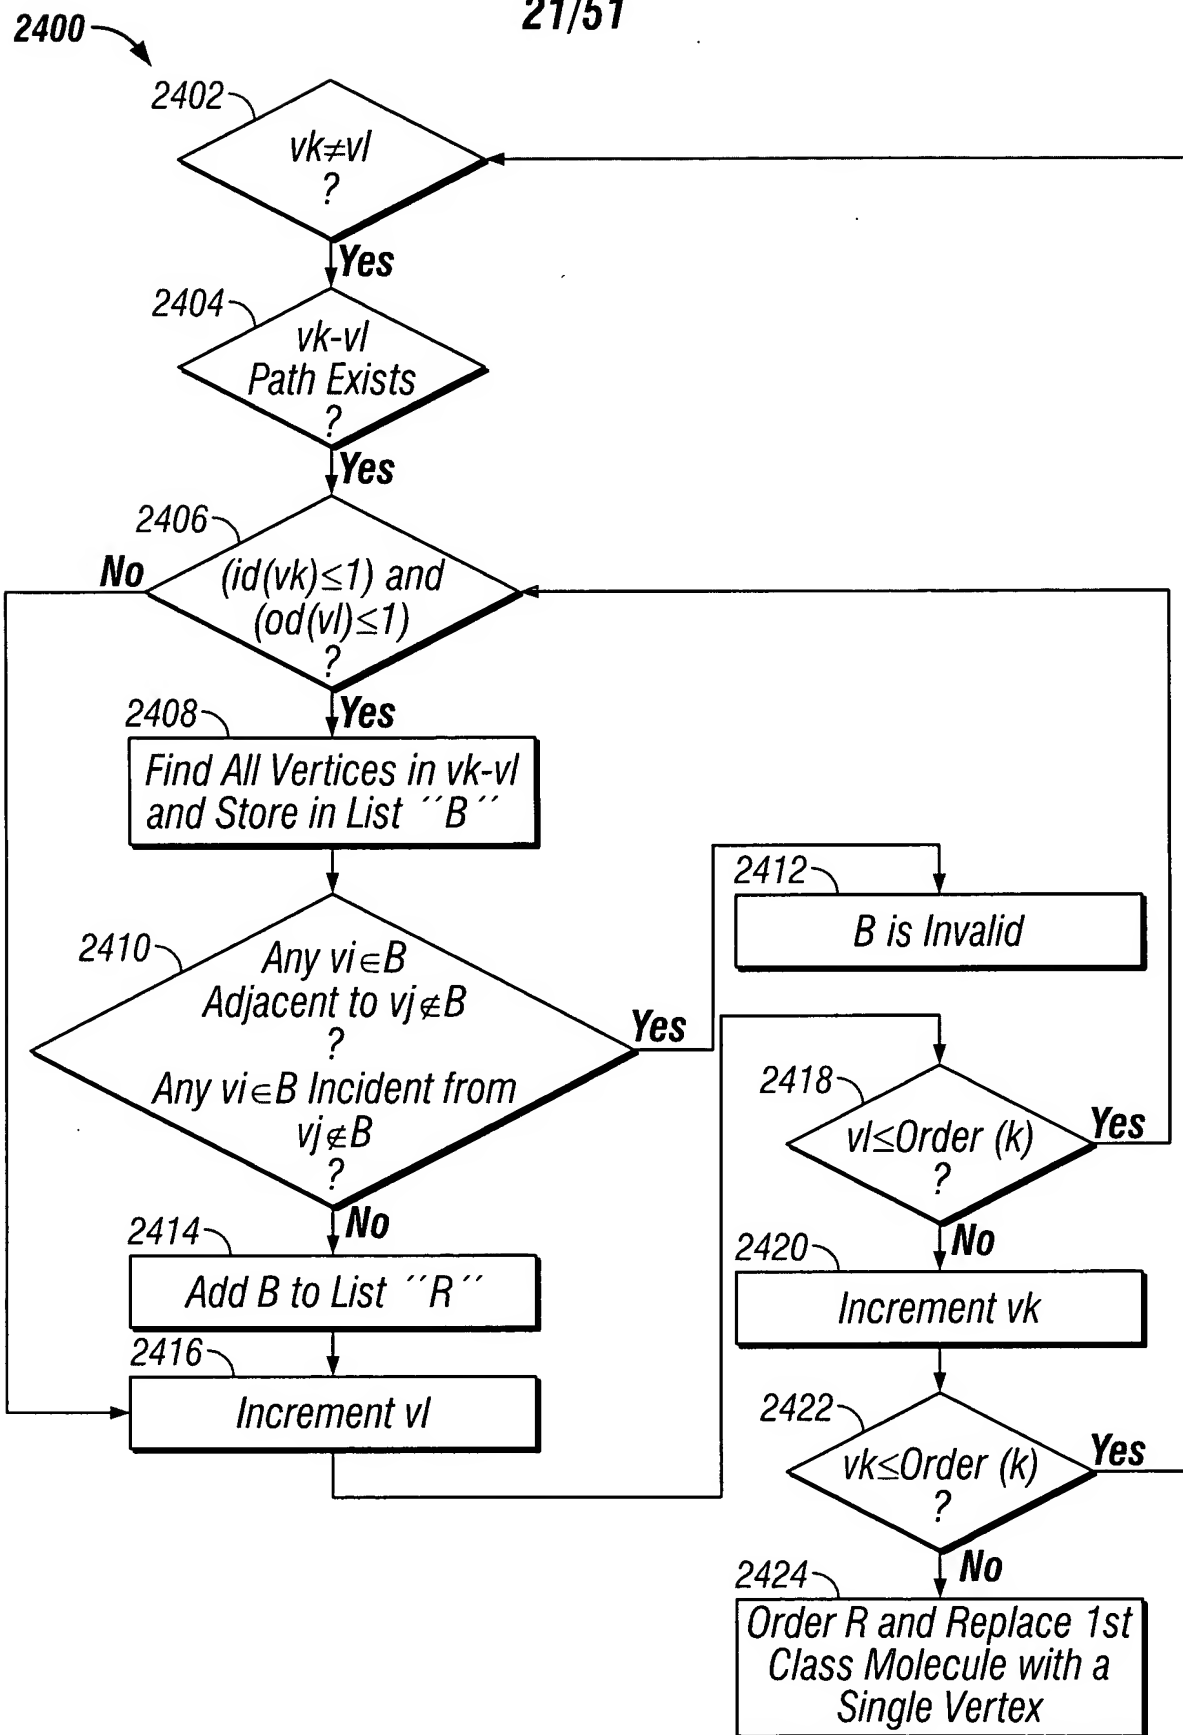 21/51
2400
2402
vk≠vl
?
Yes
2404
vk-vl
Path Exists
?
Yes
2406
No
(id(vk)≤1) and
(od(vl)≤1)
?
Yes
2408
Find All Vertices in vk-vl
and Store in List ´´B´´
2410
Any vi∈B
Adjacent to vj∉B
?
Any vi∈B Incident from
vj∉B
?
Yes
2412
B is Invalid
No
2414
Add B to List ´´R´´
2416
Increment vl
2418
vl≤Order (k)
?
Yes
No
2420
Increment vk
2422
vk≤Order (k)
?
Yes
No
2424
Order R and Replace 1st
Class Molecule with a
Single Vertex